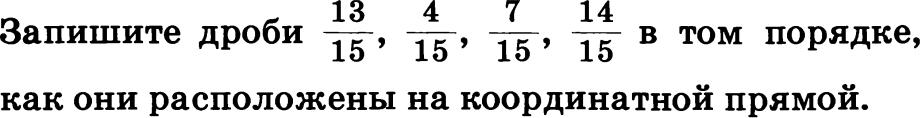 Запишите дроби 13/15, 4/15, 7/15, 14/15 в том порядке,
как они расположены на координатной прямой.